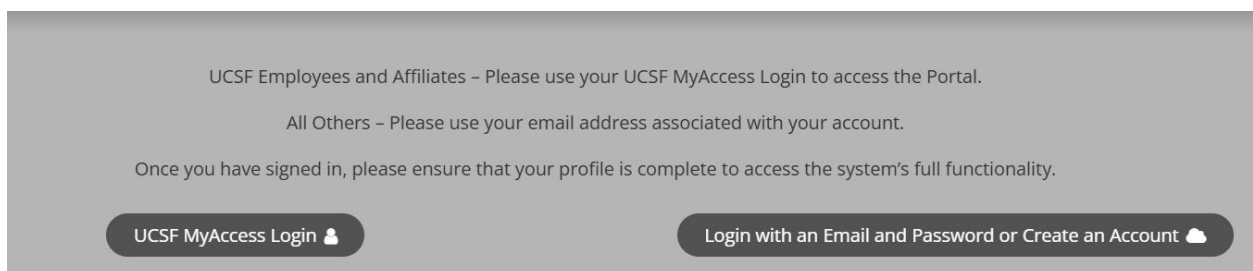 UCSF Employees and Affiliates – Please use your UCSF MyAccess Login to access the Portal.
All Others – Please use your email address associated with your account.
Once you have signed in, please ensure that your profile is complete to access the system’s full functionality.
UCSF MyAccess Login
Login with an Email and Password or Create an Account